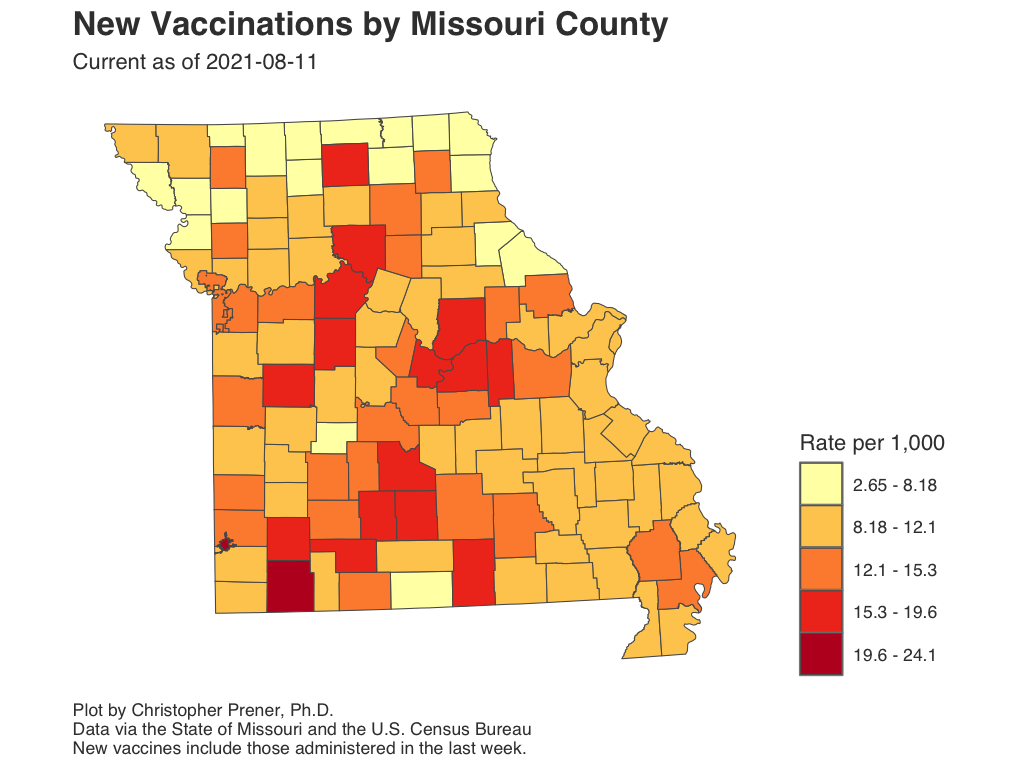 New Vaccinations by Missouri County
Current as of 2021-08-11
Rate per 1,000
2.65 - 8.18
8.18 - 12.1
12.1 - 15.3
15.3 - 19.6
19.6 - 24.1
Plot by Christopher Prener, Ph.D.
Data via the State of Missouri and the U.S. Census Bureau
New vaccines include those administered in the last week.